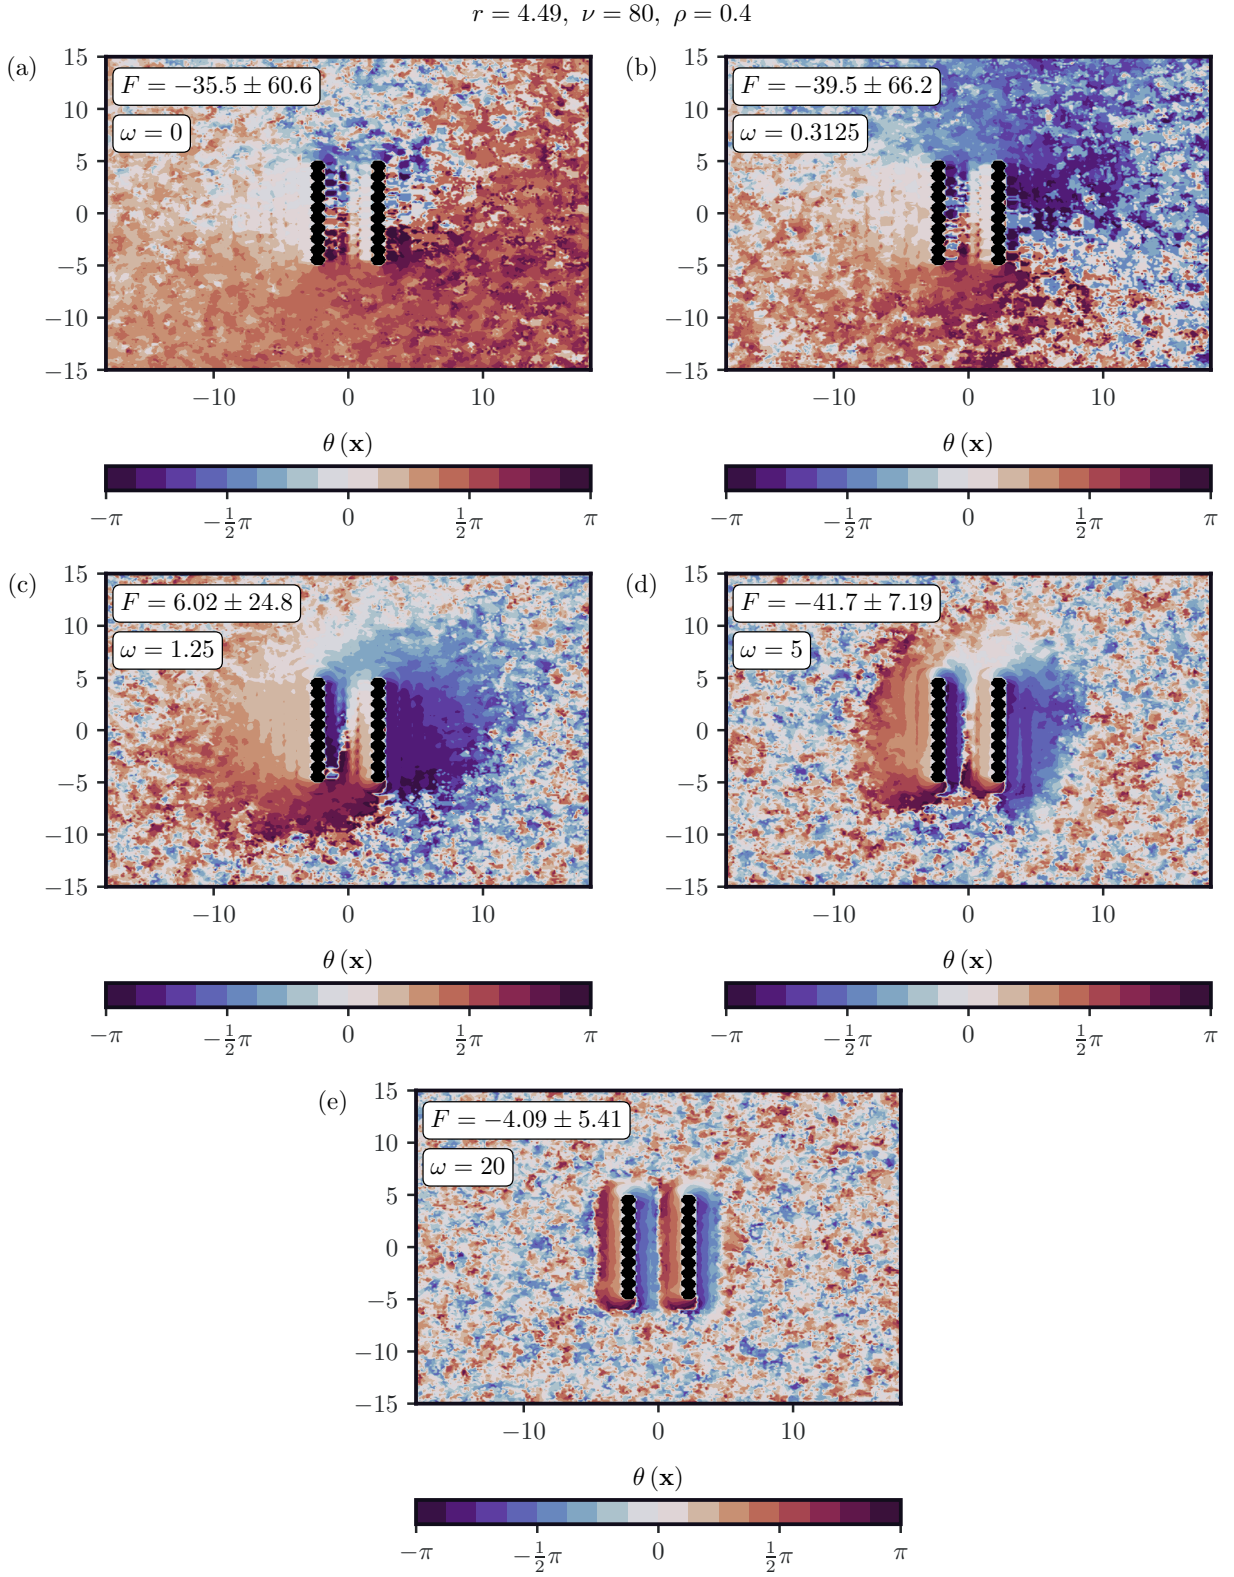 r = 4.49, ν = 80, ρ = 0.4
(a)
F = −35.5 ± 60.6
ω = 0
15
10
5
0
−5
−10
−15
−10 0 10
θ (x)
−π −½π 0 ½π π
(b)
F = −39.5 ± 66.2
ω = 0.3125
15
10
5
0
−5
−10
−15
−10 0 10
θ (x)
−π −½π 0 ½π π
(c)
F = 6.02 ± 24.8
ω = 1.25
15
10
5
0
−5
−10
−15
−10 0 10
θ (x)
−π −½π 0 ½π π
(d)
F = −41.7 ± 7.19
ω = 5
15
10
5
0
−5
−10
−15
−10 0 10
θ (x)
−π −½π 0 ½π π
(e)
F = −4.09 ± 5.41
ω = 20
15
10
5
0
−5
−10
−15
−10 0 10
θ (x)
−π −½π 0 ½π π